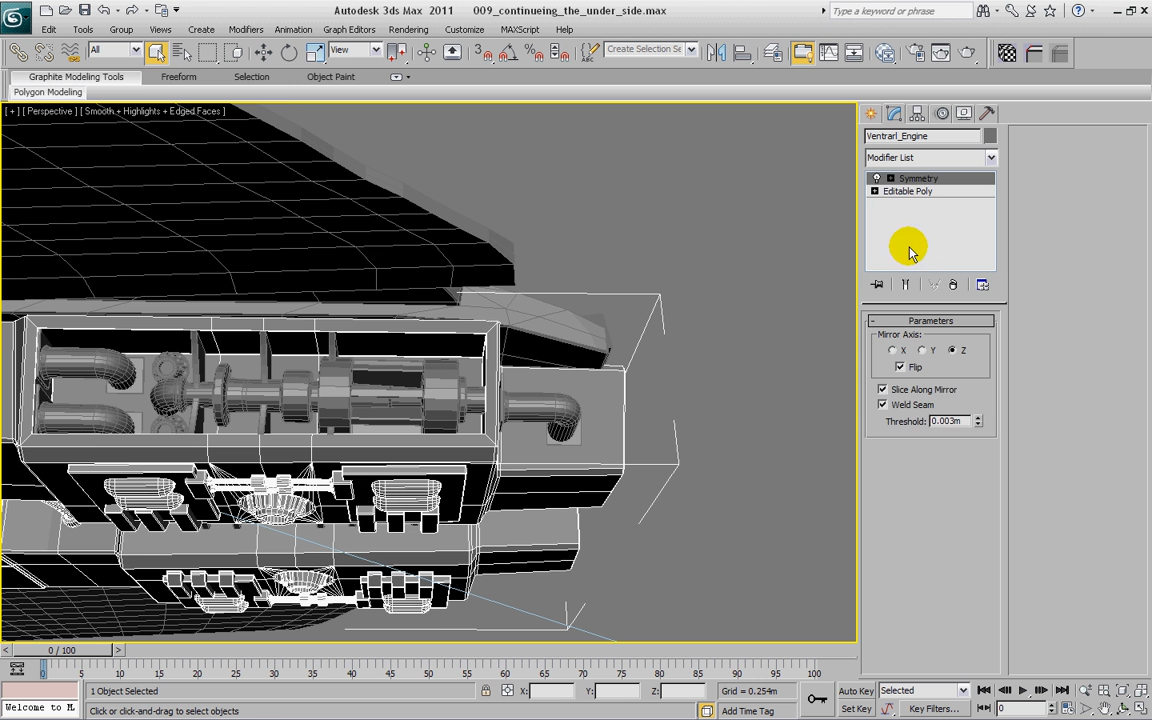 Autodesk 3ds Max 2011 009_continueing_the_under_side.max
Type a keyword or phrase
Edit Tools Group Views Create Modifiers Animation Graph Editors Rendering Customize MAXScript Help
All View Create Selection Se
Graphite Modeling Tools Freeform Selection Object Paint
Polygon Modeling
[ + ] [ Perspective ] [ Smooth + Highlights + Edged Faces ]
Ventrarl_Engine
Modifier List
Symmetry
Editable Poly
Parameters
Mirror Axis:
X Y Z
Flip
Slice Along Mirror
Weld Seam
Threshold: 0.003m
0 / 100
0 5 10 15 20 25 30 35 40 45 50 55 60 65 70 75 80 85 90 95 100
1 Object Selected X: Y: Z: Grid = 0.254m Auto Key Selected
Welcome to M Click or click-and-drag to select objects Add Time Tag Set Key Key Filters... 0